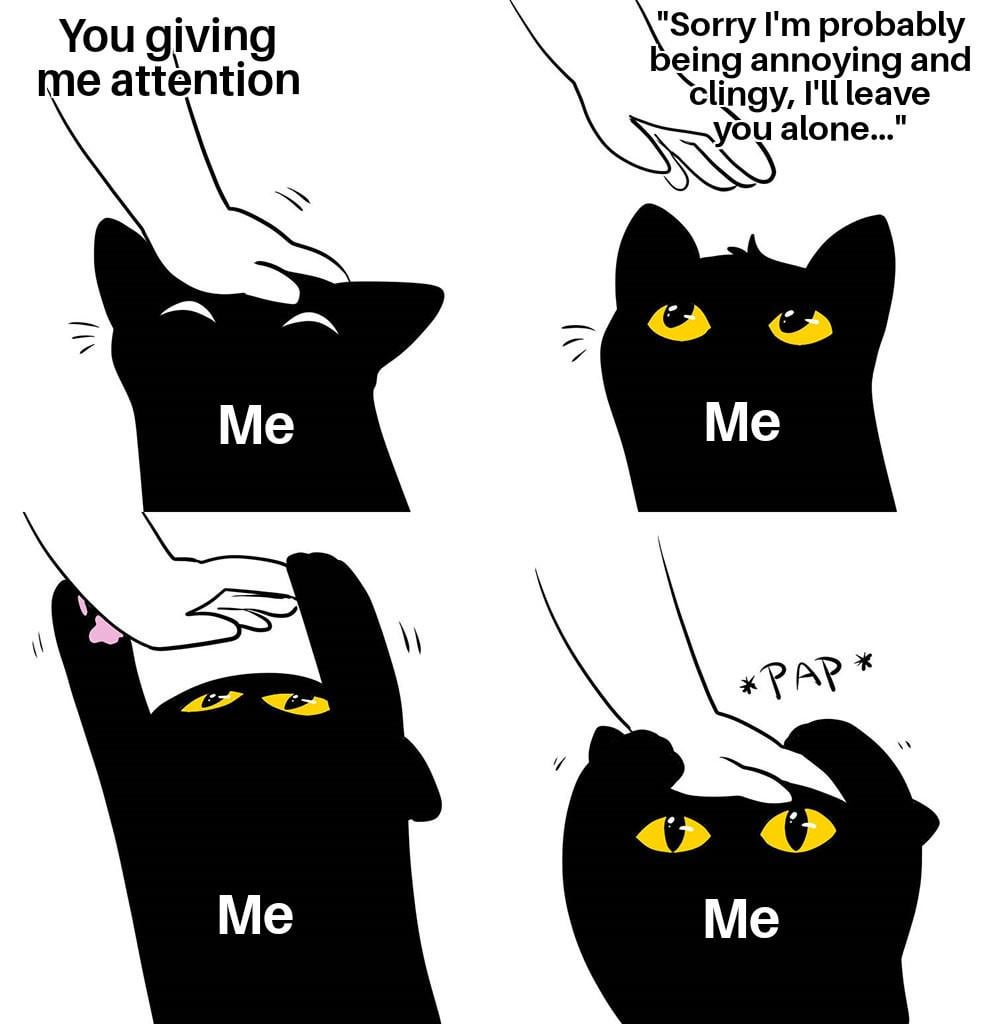 You giving
me attention
Me
"Sorry I'm probably
being annoying and
clingy, I'll leave
you alone..."
Me
Me
*PAP*
Me